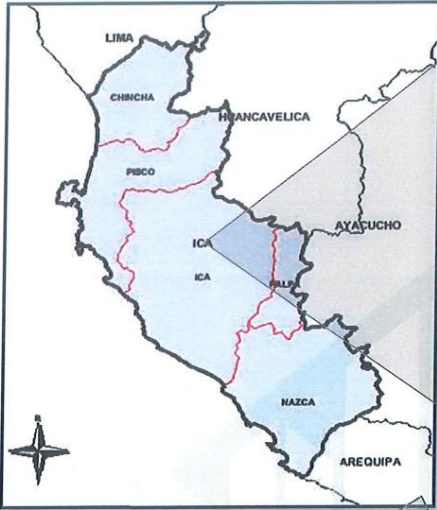 LIMA
CHINCHA
HUANCAVELICA
PISCO
AYACUCHO
ICA
ICA
PALPA
NAZCA
N
AREQUIPA